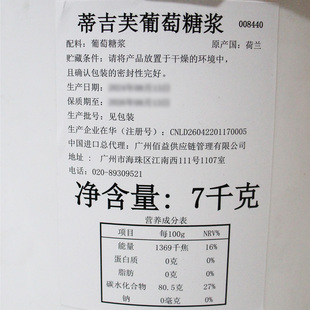 蒂吉芙葡萄糖浆 008440
配料：葡萄糖浆 原产国：荷兰
贮藏条件：请将产品放置于干燥的环境中，
且确认包装的密封性完好。
生产日期：
保质期至：
生产批号：见包装
生产企业在华（注册号）：CNLD26042201170005
中国进口总代理：广州佰益供应链管理有限公司
地址：广州市海珠区江南西111号1107室
电话：020-89309521
净含量：7千克
营养成分表
项目 每100g NRV%
能量 1369千焦 16%
蛋白质 0克 0%
脂肪 0克 0%
碳水化合物 80.5克 27%
钠 0毫克 0%